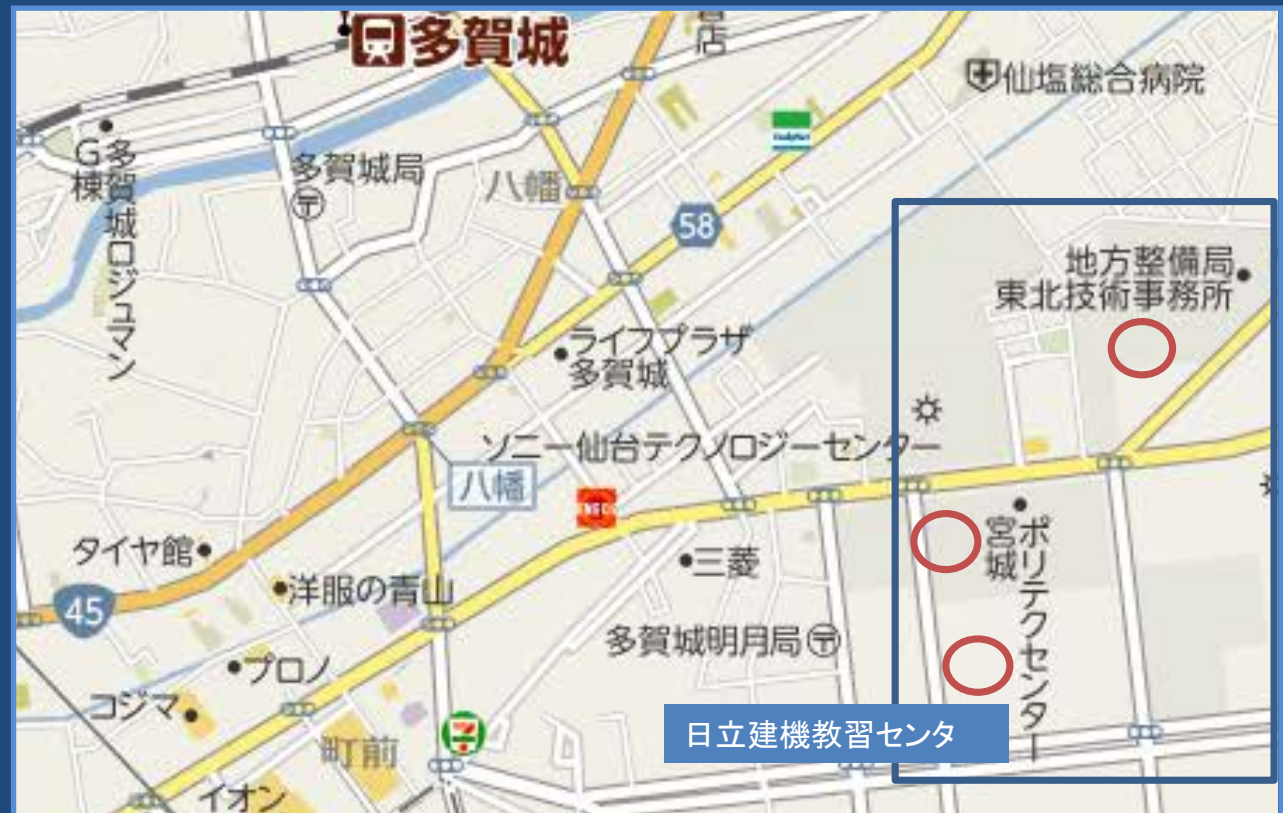 多賀城
店
仙塩総合病院
多賀城ロジュマン
G棟
多賀城局
八幡
58
地方整備局
東北技術事務所
ライフプラザ
多賀城
ソニー仙台テクノロジーセンター
八幡
タイヤ館
45
洋服の青山
三菱
ポリテクセンター
宮城
多賀城明月局
プロノ
コジマ
日立建機教習センタ
町前
イオン